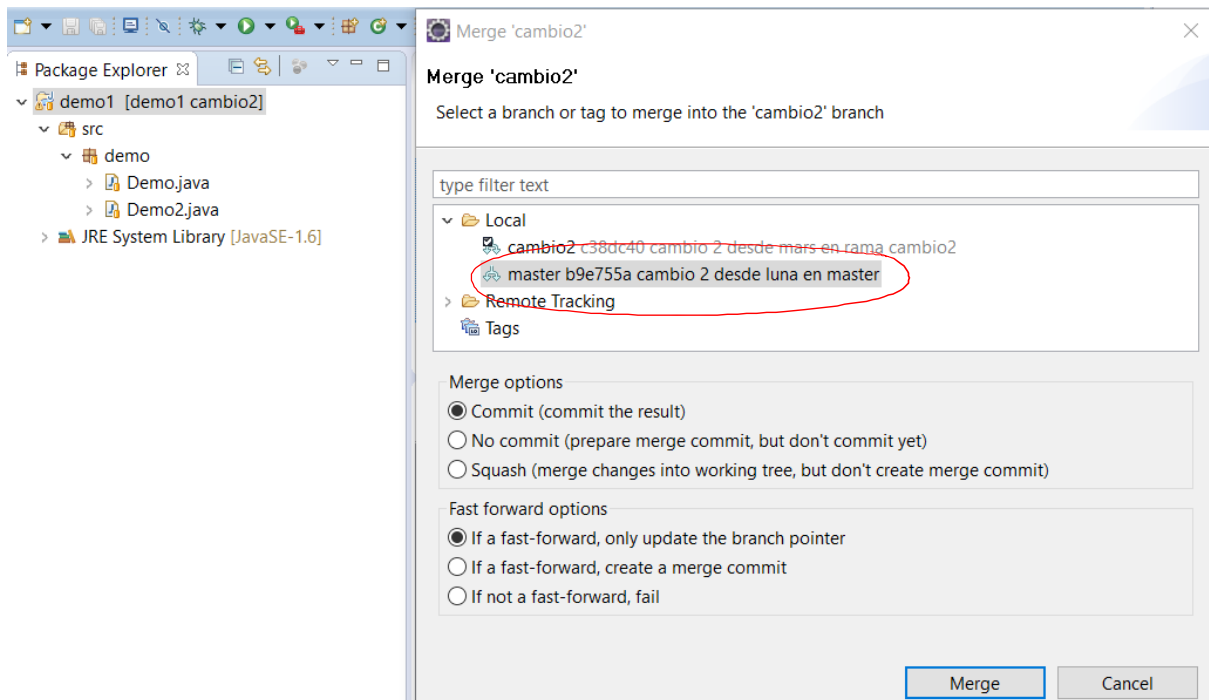 Package Explorer
demo1 [demo1 cambio2]
src
demo
Demo.java
Demo2.java
JRE System Library [JavaSE-1.6]
Merge 'cambio2'
Merge 'cambio2'
Select a branch or tag to merge into the 'cambio2' branch
type filter text
Local
cambio2 c38dc40 cambio 2 desde mars en rama cambio2
master b9e755a cambio 2 desde luna en master
Remote Tracking
Tags
Merge options
Commit (commit the result)
No commit (prepare merge commit, but don't commit yet)
Squash (merge changes into working tree, but don't create merge commit)
Fast forward options
If a fast-forward, only update the branch pointer
If a fast-forward, create a merge commit
If not a fast-forward, fail
Merge
Cancel